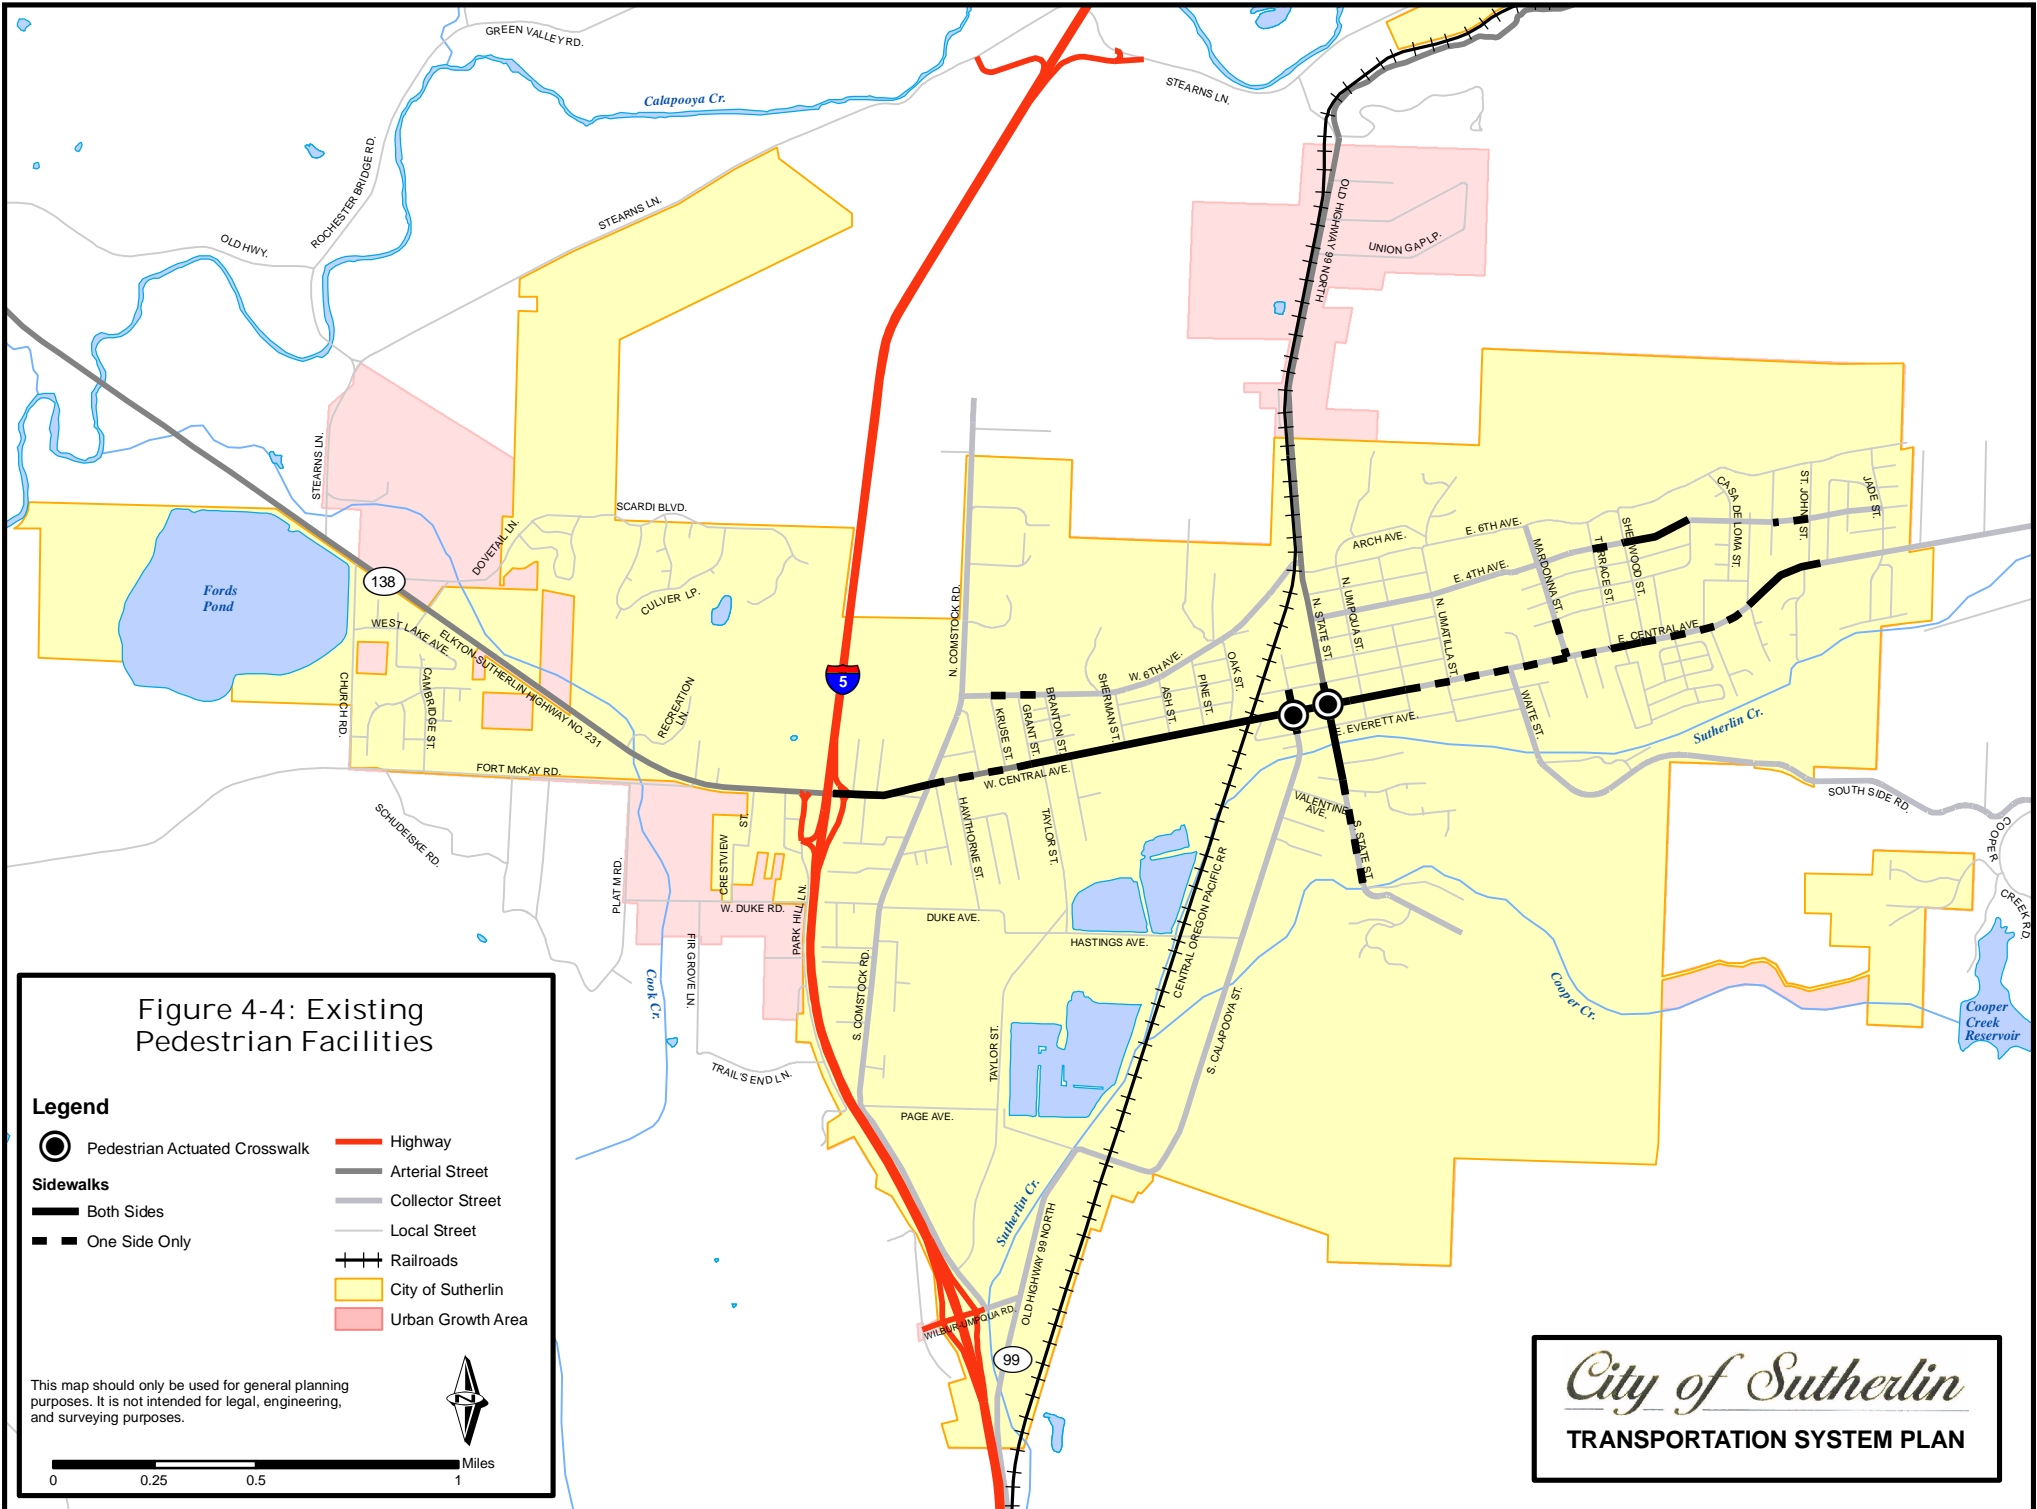 GREEN VALLEY RD.
Calapooya Cr.
STEARNS LN.
ROCHESTER BRIDGE RD.
OLD HWY.
STEARNS LN.
OLD HIGHWAY 99 NORTH
UNION GAP LP.
STEARNS LN.
SCARDI BLVD.
DOVETAIL LN.
CULVER LP.
138
Fords
Pond
WEST LAKE AVE.
ELKTON-SUTHERLIN HIGHWAY NO. 231
CHURCH RD.
CAMBRIDGE ST.
RECREATION
LN.
FORT McKAY RD.
5
N. COMSTOCK RD.
W. 6TH AVE.
KRUSE ST.
GRANT ST.
BRANTON ST.
SHERMAN ST.
ASH ST.
PINE ST.
OAK ST.
W. CENTRAL AVE.
N. STATE ST.
N. UMPQUA ST.
N. UMATILLA ST.
ARCH AVE.
E. 6TH AVE.
E. 4TH AVE.
MARDONNA ST.
TERRACE ST.
SHERWOOD ST.
CASA DE LOMA ST.
ST. JOHN ST.
JADE ST.
E. CENTRAL AVE.
E. EVERETT AVE.
WAITE ST.
Sutherlin Cr.
SOUTH SIDE RD.
COOPER
CREEK RD.
VALENTINE
AVE.
S. STATE ST.
SCHUDEISKE RD.
PLAT M RD.
CRESTVIEW
ST.
W. DUKE RD.
PARK HILL LN.
FIR GROVE LN.
Cook Cr.
TRAIL'S END LN.
S. COMSTOCK RD.
HAWTHORNE ST.
TAYLOR ST.
DUKE AVE.
HASTINGS AVE.
CENTRAL OREGON PACIFIC RR
S. CALAPOOYA ST.
TAYLOR ST.
PAGE AVE.
Cooper Cr.
Cooper
Creek
Reservoir
Sutherlin Cr.
OLD HIGHWAY 99 NORTH
WILBUR-UMPQUA RD.
99
Figure 4-4: Existing
Pedestrian Facilities
Legend
Pedestrian Actuated Crosswalk
Sidewalks
Both Sides
One Side Only
Highway
Arterial Street
Collector Street
Local Street
Railroads
City of Sutherlin
Urban Growth Area
This map should only be used for general planning
purposes. It is not intended for legal, engineering,
and surveying purposes.
N
Miles
0 0.25 0.5 1
City of Sutherlin
TRANSPORTATION SYSTEM PLAN